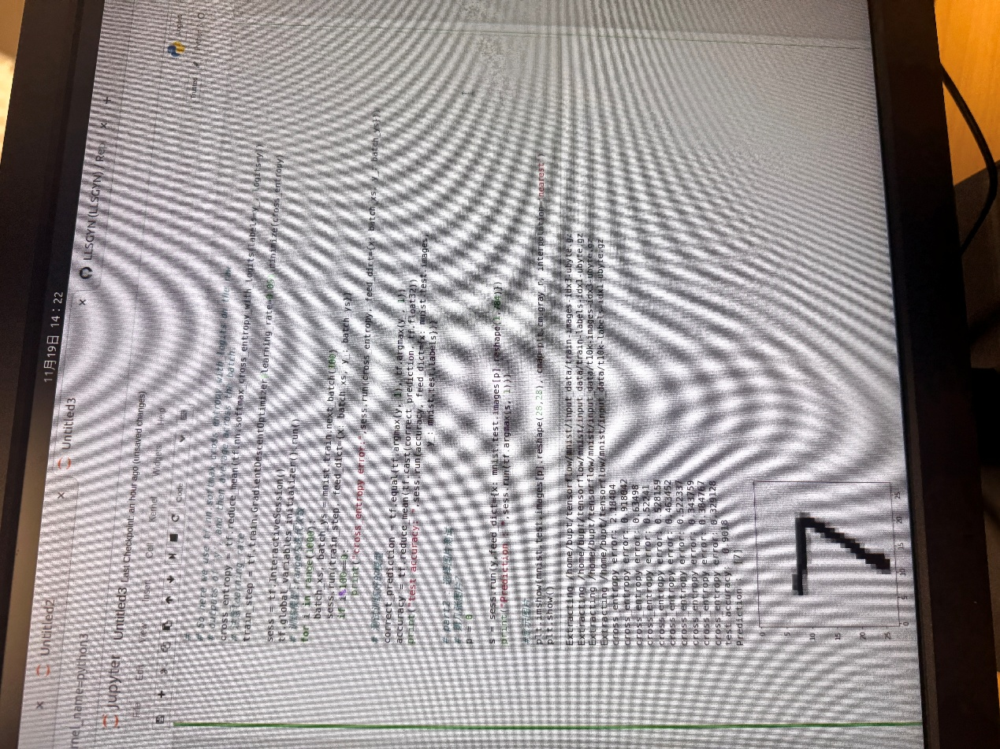 11月19日 14:22
Untitled2
Untitled3
LLSGYN (LLSGYN) / Re
me_name=python3
jupyter Untitled3 Last Checkpoint: an hour ago (unsaved changes)
File Edit View Insert Cell Kernel Widgets Help
Trusted
Code
# So here we use tf.nn.softmax_cross_entropy_with_logits on the raw
# outputs of 'y', and then average across the batch.
cross_entropy = tf.reduce_mean(tf.nn.softmax_cross_entropy_with_logits(labels=y_, logits=y))
train_step = tf.train.GradientDescentOptimizer(learning_rate=0.05).minimize(cross_entropy)
sess = tf.InteractiveSession()
tf.global_variables_initializer().run()
for i in range(1000):
batch_xs, batch_ys = mnist.train.next_batch(100)
sess.run(train_step, feed_dict={x: batch_xs, y_: batch_ys})
if i% 100==0:
print("cross entropy error:",sess.run(cross_entropy, feed_dict={x: batch_xs, y_: batch_ys}))
correct_prediction = tf.equal(tf.argmax(y, 1), tf.argmax(y_, 1))
accuracy = tf.reduce_mean(tf.cast(correct_prediction, tf.float32))
print("test accuracy: ",sess.run(accuracy, feed_dict={x: mnist.test.images,
y_: mnist.test.labels}))
p = 0
s = sess.run(y,feed_dict={x: mnist.test.images[p].reshape(1, 784)})
print("Prediction : ",sess.run(tf.argmax(s, 1)))
plt.imshow(mnist.test.images[p].reshape(28,28), cmap=plt.cm.gray_r, interpolation="nearest")
plt.show()
Extracting /home/bupt/tensorflow/mnist/input_data/train-images-idx3-ubyte.gz
Extracting /home/bupt/tensorflow/mnist/input_data/train-labels-idx1-ubyte.gz
Extracting /home/bupt/tensorflow/mnist/input_data/t10k-images-idx3-ubyte.gz
Extracting /home/bupt/tensorflow/mnist/input_data/t10k-labels-idx1-ubyte.gz
cross entropy error: 2.18404
cross entropy error: 0.918042
cross entropy error: 0.63498
cross entropy error: 0.52241
cross entropy error: 0.528159
cross entropy error: 0.463452
cross entropy error: 0.522337
cross entropy error: 0.343759
cross entropy error: 0.364767
cross entropy error: 0.329128
test accuracy: 0.9018
Prediction : [7]
0
5
10
15
20
25
0 5 10 15 20 25